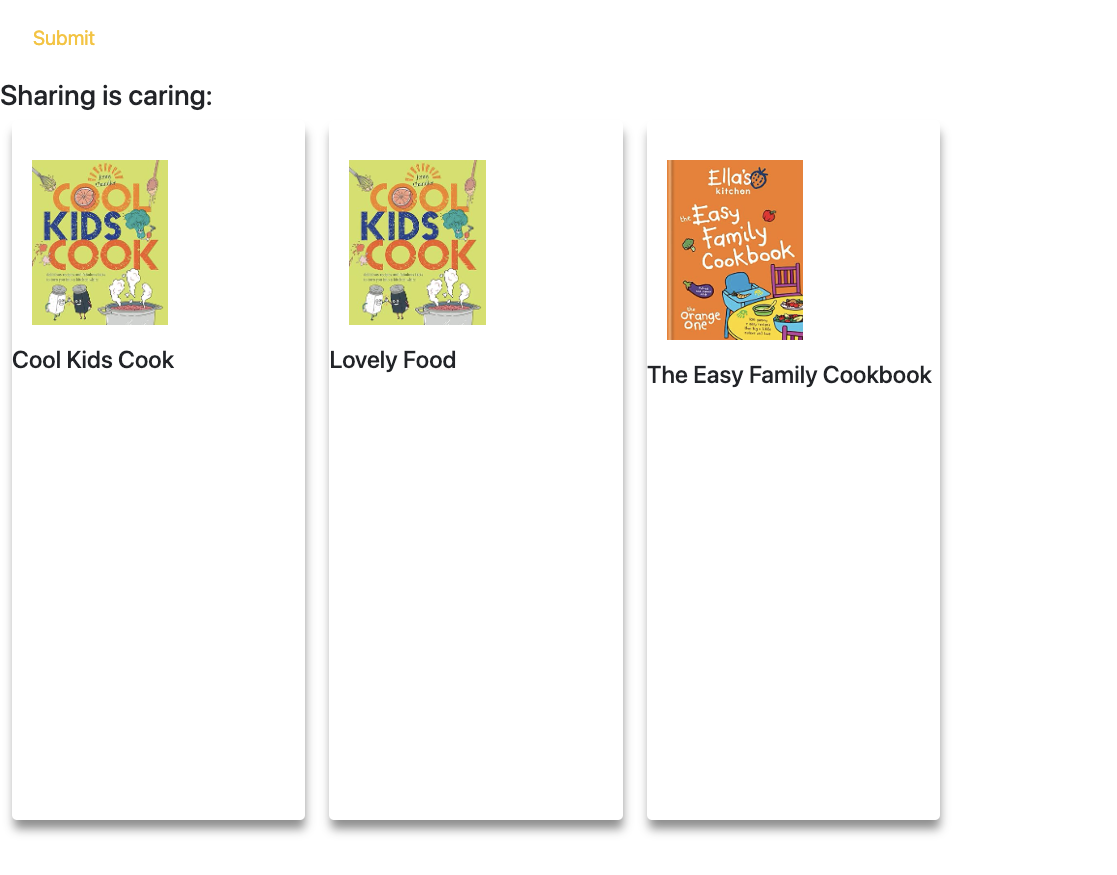 Submit
Sharing is caring:
COOL
KIDS
COOK
Cool Kids Cook
COOL
KIDS
COOK
Lovely Food
Ella's
kitchen
the Easy
Family
Cookbook
the
Orange
One
The Easy Family Cookbook